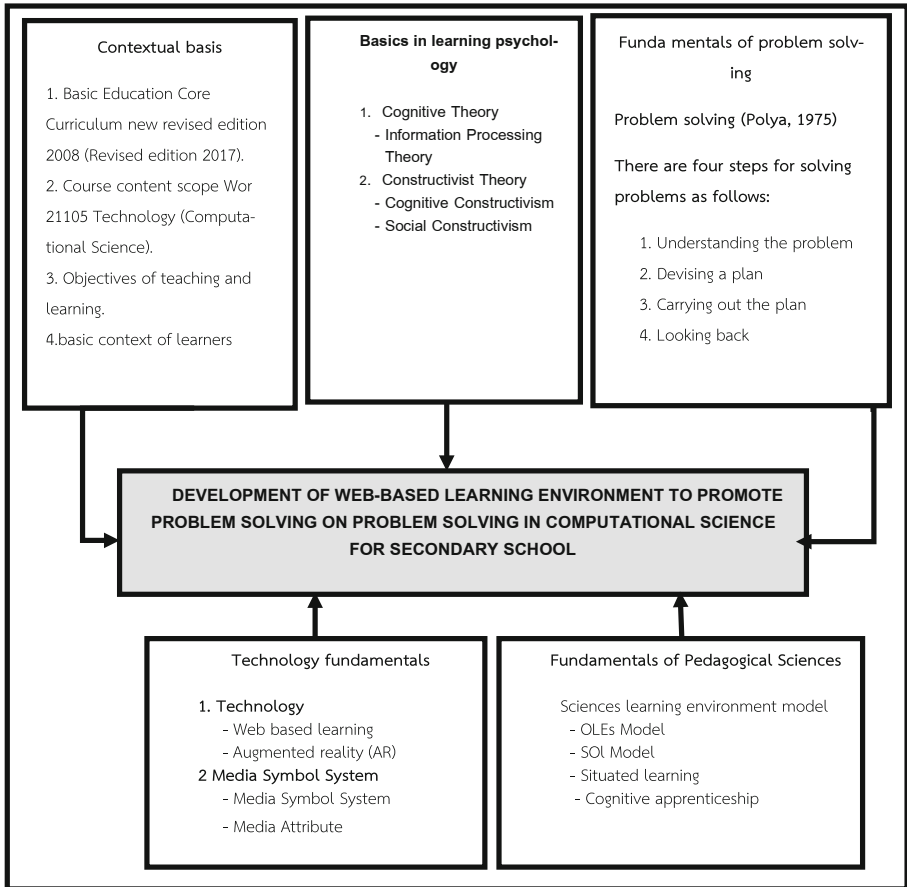 Contextual basis
1. Basic Education Core
Curriculum new revised edition
2008 (Revised edition 2017).
2. Course content scope Wor
21105 Technology (Computa-
tional Science).
3. Objectives of teaching and
learning.
4.basic context of learners
Basics in learning psychol-
ogy
1. Cognitive Theory
- Information Processing
Theory
2. Constructivist Theory
- Cognitive Constructivism
- Social Constructivism
Funda mentals of problem solv-
ing
Problem solving (Polya, 1975)
There are four steps for solving
problems as follows:
1. Understanding the problem
2. Devising a plan
3. Carrying out the plan
4. Looking back
DEVELOPMENT OF WEB-BASED LEARNING ENVIRONMENT TO PROMOTE
PROBLEM SOLVING ON PROBLEM SOLVING IN COMPUTATIONAL SCIENCE
FOR SECONDARY SCHOOL
Technology fundamentals
1. Technology
- Web based learning
- Augmented reality (AR)
2 Media Symbol System
- Media Symbol System
- Media Attribute
Fundamentals of Pedagogical Sciences
Sciences learning environment model
- OLEs Model
- SOl Model
- Situated learning
- Cognitive apprenticeship